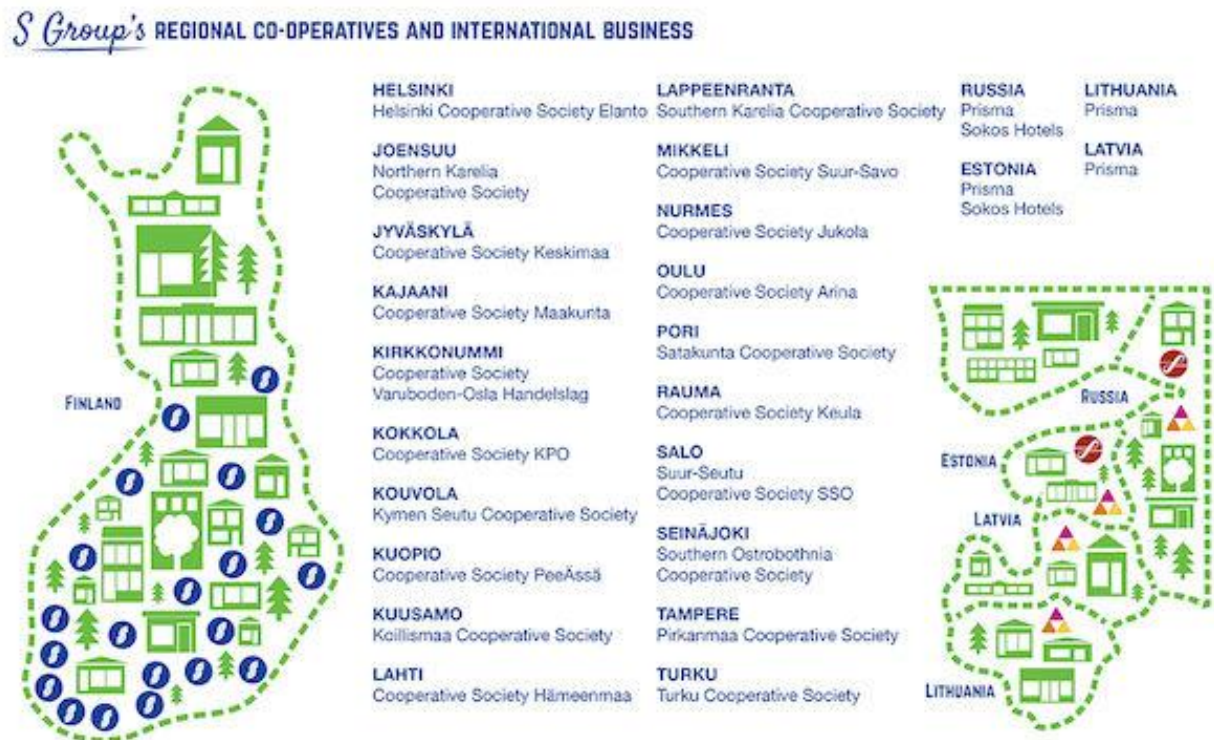 S Group's REGIONAL CO-OPERATIVES AND INTERNATIONAL BUSINESS
FINLAND
HELSINKI
Helsinki Cooperative Society Elanto
JOENSUU
Northern Karelia
Cooperative Society
JYVÄSKYLÄ
Cooperative Society Keskimaa
KAJAANI
Cooperative Society Maakunta
KIRKKONUMMI
Cooperative Society
Varuboden-Osla Handelslag
KOKKOLA
Cooperative Society KPO
KOUVOLA
Kymen Seutu Cooperative Society
KUOPIO
Cooperative Society PeeÄssä
KUUSAMO
Koillismaa Cooperative Society
LAHTI
Cooperative Society Hämeenmaa
LAPPEENRANTA
Southern Karelia Cooperative Society
MIKKELI
Cooperative Society Suur-Savo
NURMES
Cooperative Society Jukola
OULU
Cooperative Society Arina
PORI
Satakunta Cooperative Society
RAUMA
Cooperative Society Keula
SALO
Suur-Seutu
Cooperative Society SSO
SEINÄJOKI
Southern Ostrobothnia
Cooperative Society
TAMPERE
Pirkanmaa Cooperative Society
TURKU
Turku Cooperative Society
RUSSIA
Prisma
Sokos Hotels
ESTONIA
Prisma
Sokos Hotels
LITHUANIA
Prisma
LATVIA
Prisma
RUSSIA
ESTONIA
LATVIA
LITHUANIA